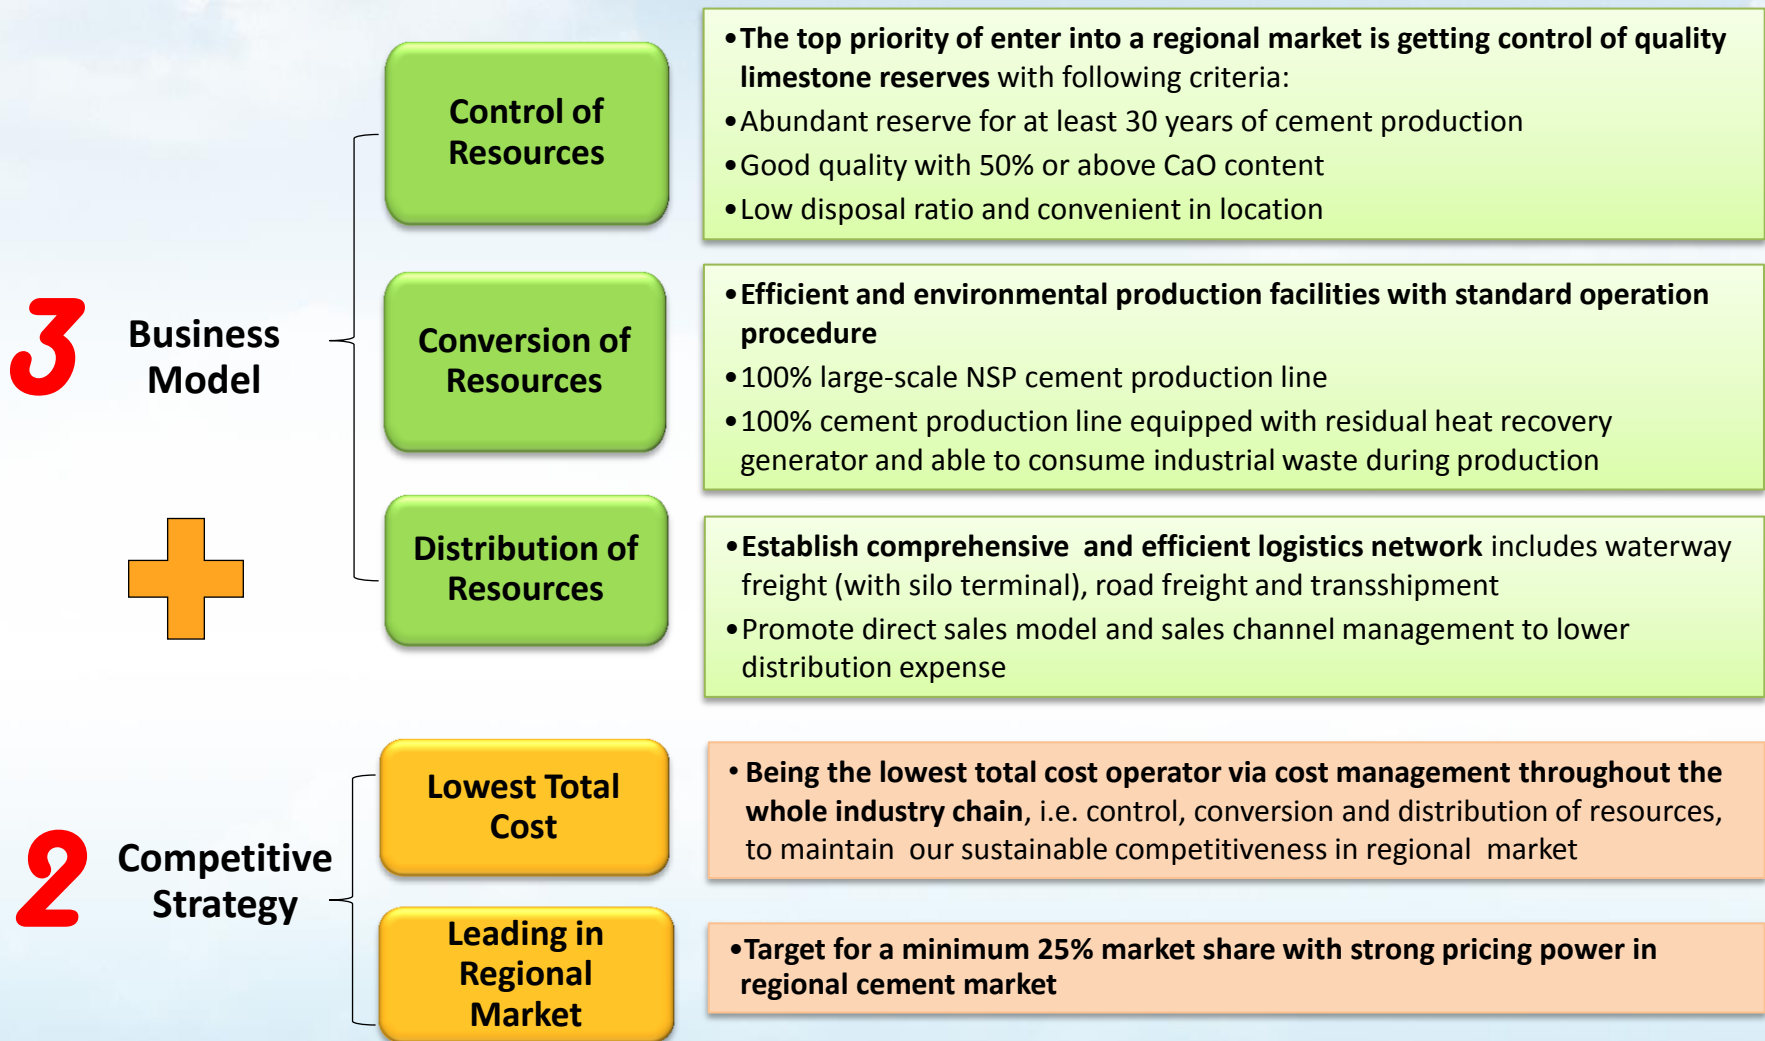 3
Business
Model
Control of
Resources
•The top priority of enter into a regional market is getting control of quality
limestone reserves with following criteria:
•Abundant reserve for at least 30 years of cement production
•Good quality with 50% or above CaO content
•Low disposal ratio and convenient in location
Conversion of
Resources
•Efficient and environmental production facilities with standard operation
procedure
•100% large-scale NSP cement production line
•100% cement production line equipped with residual heat recovery
generator and able to consume industrial waste during production
Distribution of
Resources
•Establish comprehensive and efficient logistics network includes waterway
freight (with silo terminal), road freight and transshipment
•Promote direct sales model and sales channel management to lower
distribution expense
2
Competitive
Strategy
Lowest Total
Cost
• Being the lowest total cost operator via cost management throughout the
whole industry chain, i.e. control, conversion and distribution of resources,
to maintain our sustainable competitiveness in regional market
Leading in
Regional
Market
•Target for a minimum 25% market share with strong pricing power in
regional cement market